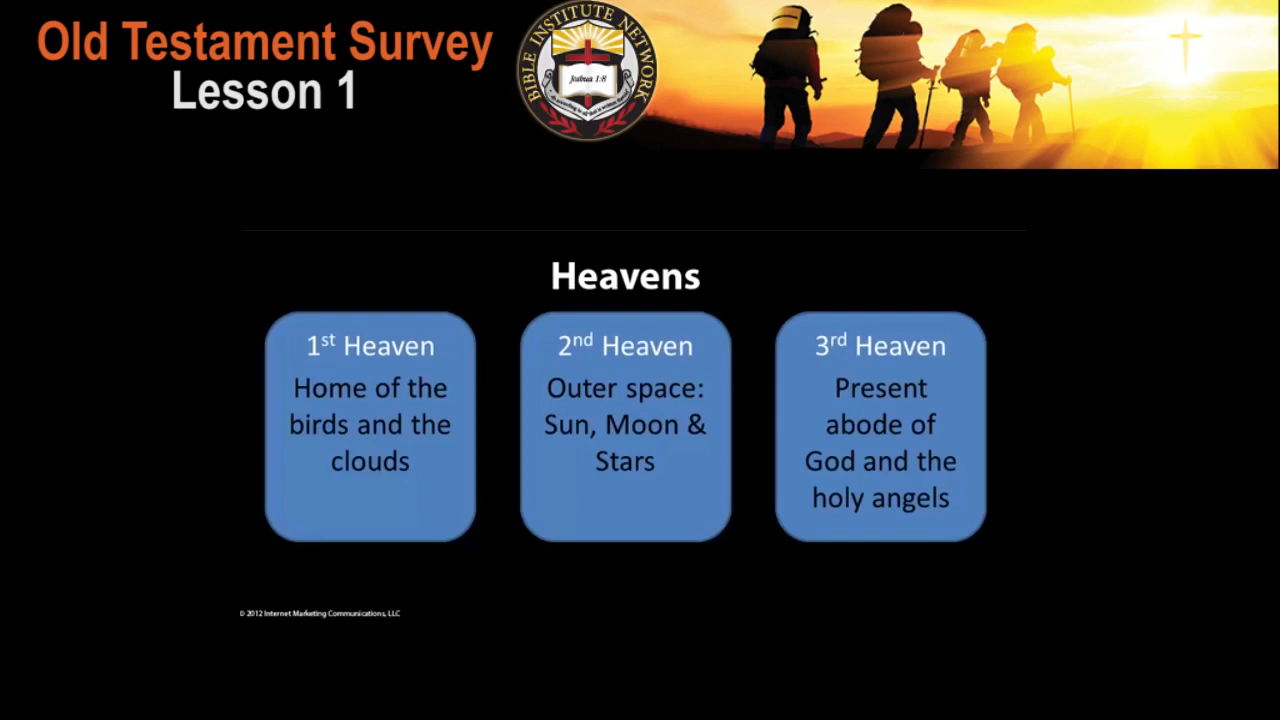 Old Testament Survey
Lesson 1
BIBLE INSTITUTE NETWORK
Joshua 1:8
Heavens
1st Heaven
Home of the
birds and the
clouds
2nd Heaven
Outer space:
Sun, Moon &
Stars
3rd Heaven
Present
abode of
God and the
holy angels
© 2012 Internet Marketing Communications, LLC